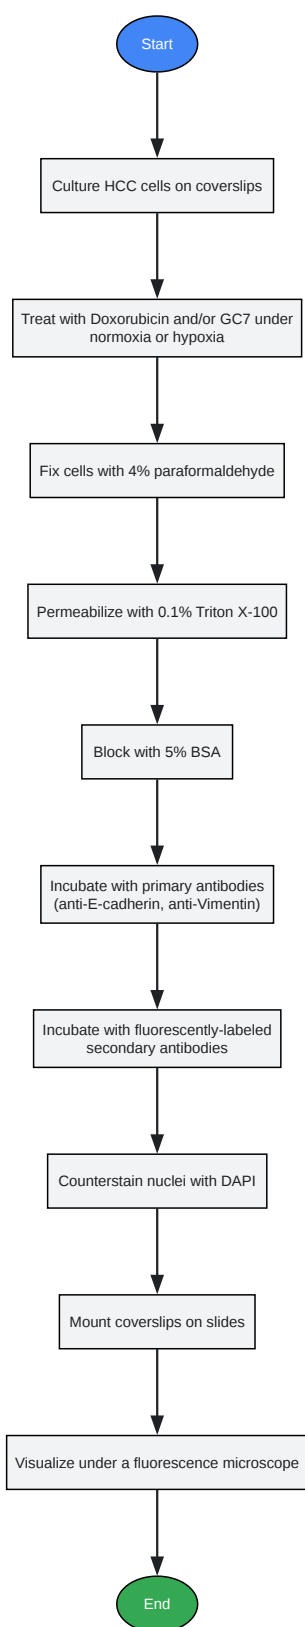 Start
Culture HCC cells on coverslips
Treat with Doxorubicin and/or GC7 under
normoxia or hypoxia
Fix cells with 4% paraformaldehyde
Permeabilize with 0.1% Triton X-100
Block with 5% BSA
Incubate with primary antibodies
(anti-E-cadherin, anti-Vimentin)
Incubate with fluorescently-labeled
secondary antibodies
Counterstain nuclei with DAPI
Mount coverslips on slides
Visualize under a fluorescence microscope
End